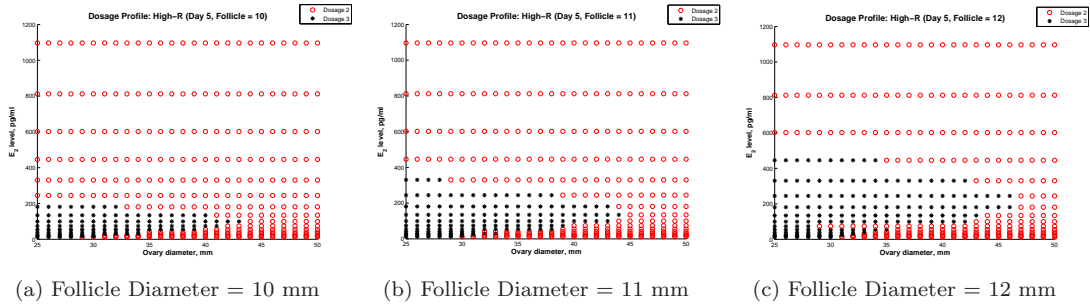 Dosage Profile: High−R (Day 5, Follicle = 10)
Dosage 2
Dosage 3
1200
1000
800
600
400
200
0
E2 level, pg/ml
25 30 35 40 45 50
Ovary diameter, mm
(a) Follicle Diameter = 10 mm
Dosage Profile: High−R (Day 5, Follicle = 11)
Dosage 2
Dosage 3
1200
1000
800
600
400
200
0
E2 level, pg/ml
25 30 35 40 45 50
Ovary diameter, mm
(b) Follicle Diameter = 11 mm
Dosage Profile: High−R (Day 5, Follicle = 12)
Dosage 2
Dosage 3
1200
1000
800
600
400
200
0
E2 level, pg/ml
25 30 35 40 45 50
Ovary diameter, mm
(c) Follicle Diameter = 12 mm